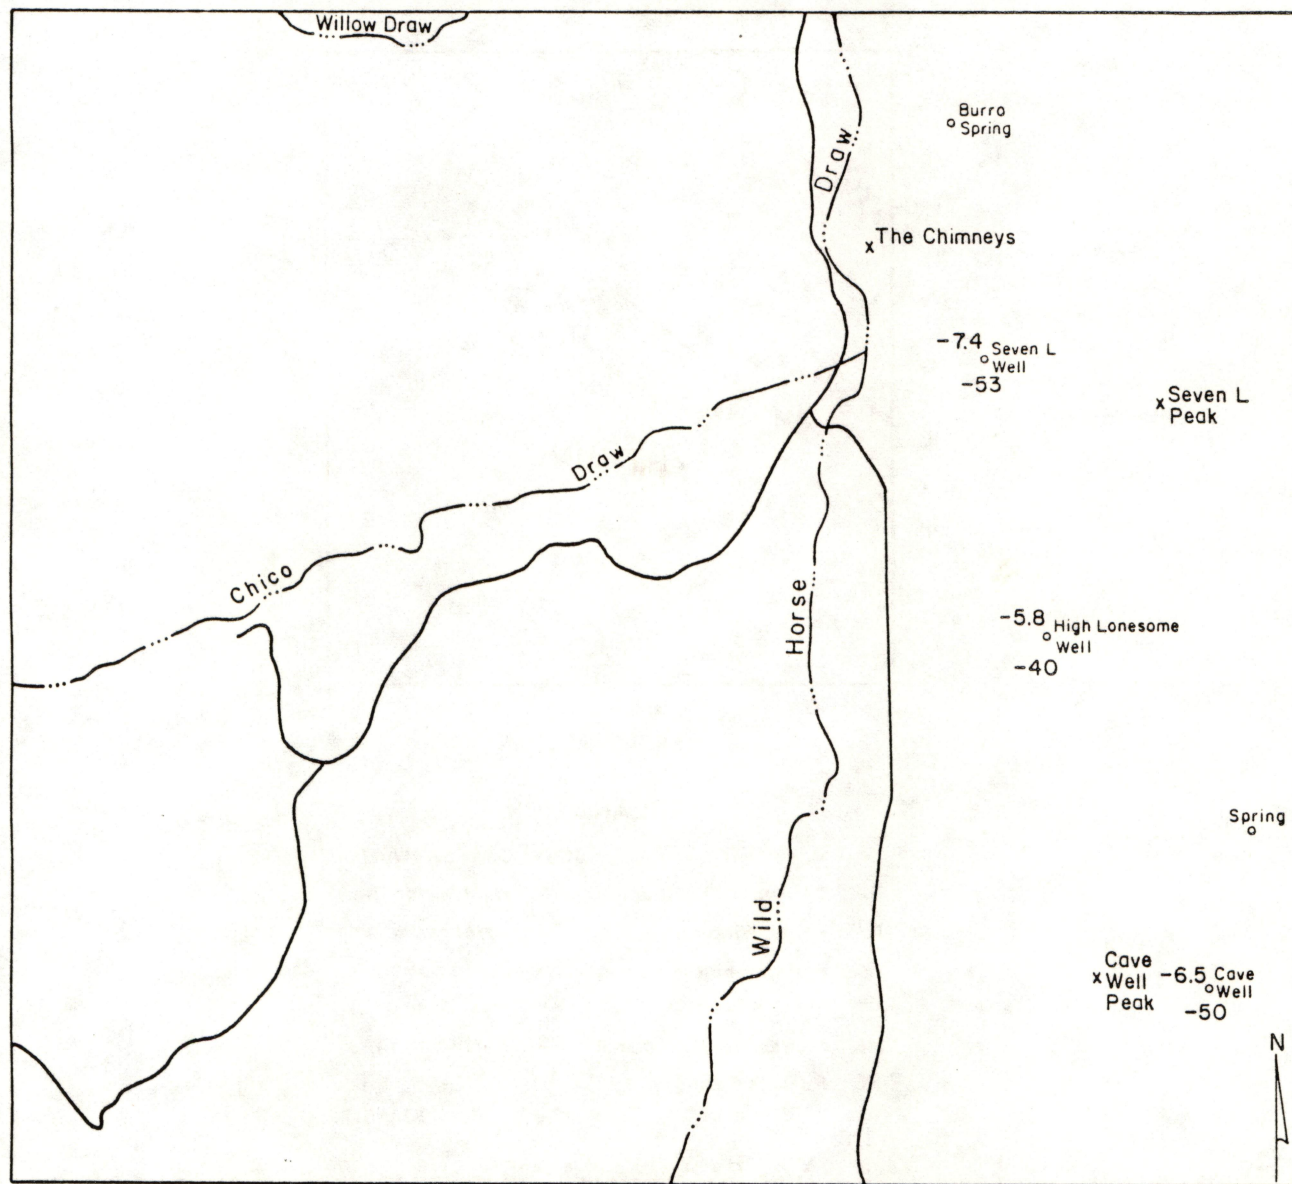 Willow Draw
Burro
Spring
Draw
The Chimneys
-7.4 Seven L
Well
-53
Seven L
Peak
Draw
Chico
Horse
-5.8 High Lonesome
Well
-40
Spring
Wild
Cave
Well
Peak
-6.5 Cave
Well
-50
N